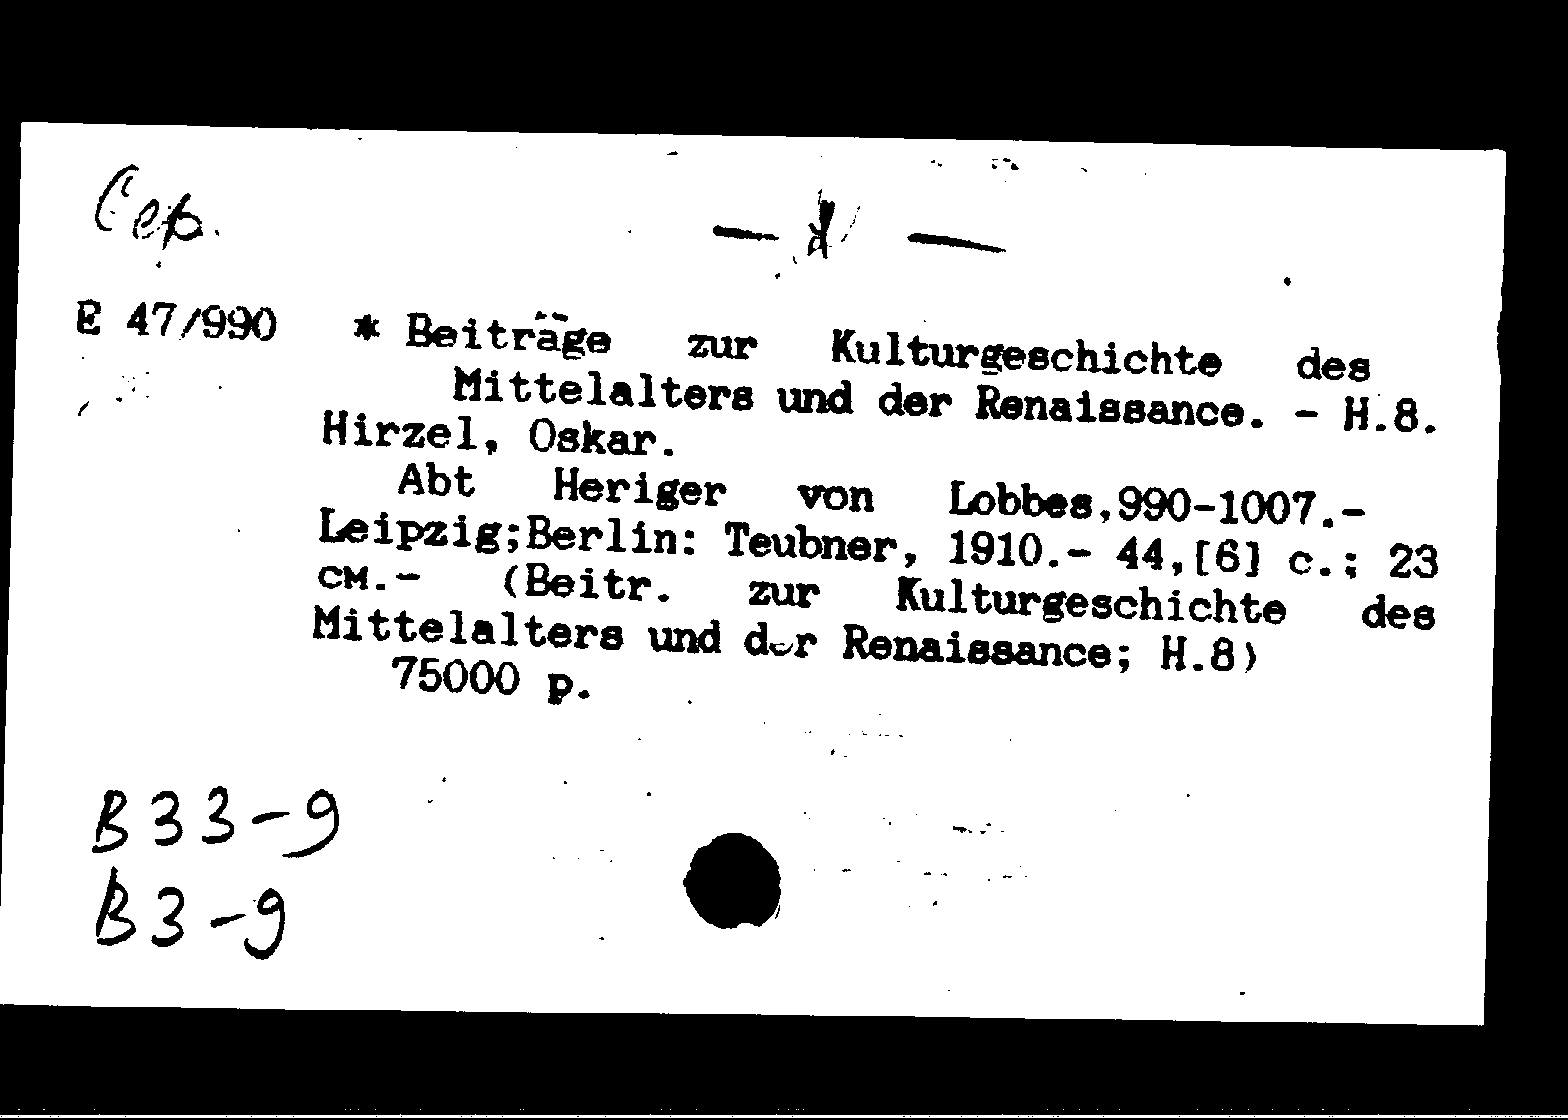 Сер.
E 47/990 * Beiträge zur Kulturgeschichte des
Mittelalters und der Renaissance. - H.8.
Hirzel, Oskar.
Abt Heriger von Lobbes,990-1007.-
Leipzig;Berlin: Teubner, 1910.- 44,[6] с.; 23
см.- (Beitr. zur Kulturgeschichte des
Mittelalters und der Renaissance; H.8)
75000 р.
В 33-9
В 3-9